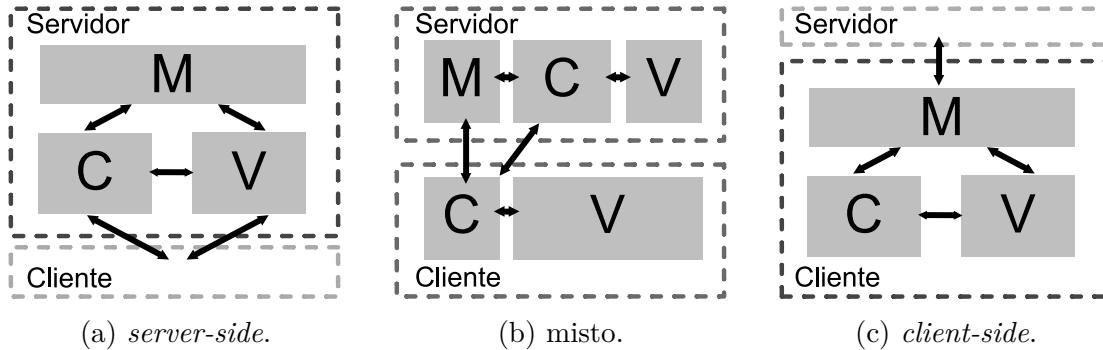 Servidor
M
C V
Cliente
(a) server-side.
Servidor
M C V
C V
Cliente
(b) misto.
Servidor
M
C V
Cliente
(c) client-side.